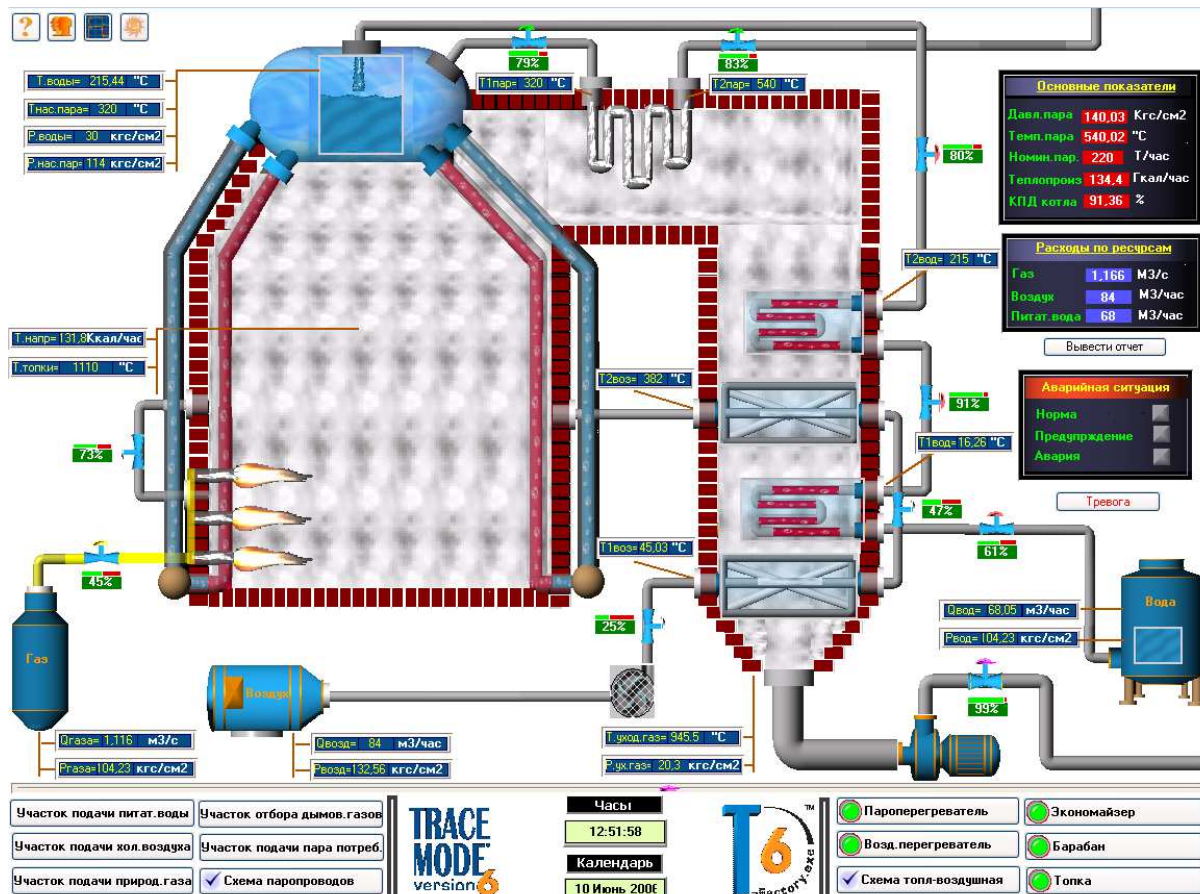 ?
79%
83%
Т.воды= 215,44 °С
Тнас.пара= 320 °С
Р.воды= 30 кгс/см2
Р.нас.пар= 114 кгс/см2
Т1пар= 320 °С
Т2пар= 540 °С
80%
Основные показатели
Давл.пара 140,03 Кгс/см2
Темп.пара 540,02 °С
Номин.пар. 220 Т/час
Теплопроиз 134,4 Гкал/час
КПД котла 91,36 %
Расходы по ресурсам
Газ 1,166 М3/с
Воздух 84 М3/час
Питат.вода 68 М3/час
Вывести отчет
Т2вод= 215 °С
Т.напр= 131,8Ккал/час
Т.топки= 1110 °С
Т2воз= 382 °С
91%
Аварийная ситуация
Норма
Предупрждение
Авария
Тревога
73%
Т1вод= 16,26 °С
47%
61%
45%
Т1воз= 45,03 °С
25%
Qвод= 68,05 м3/час
Рвод= 104,23 кгс/см2
Вода
Газ
Воздух
99%
Qгаза= 1,116 м3/с
Ргаза=104,23 кгс/см2
Qвозд= 84 м3/час
Рвозд=132,56 кгс/см2
Т.уход.газ= 945.5 °С
Р.ух.газ= 20,3 кгс/см2
Участок подачи питат.воды
Участок отбора дымов.газов
Участок подачи хол.воздуха
Участок подачи пара потреб.
Участок подачи природ.газа
Схема паропроводов
TRACE
MODE
version 6
Часы
12:51:58
Календарь
10 Июнь 2006
T6
TM
factory.exe
Пароперегреватель
Экономайзер
Возд.перегреватель
Барабан
Схема топл-воздушная
Топка